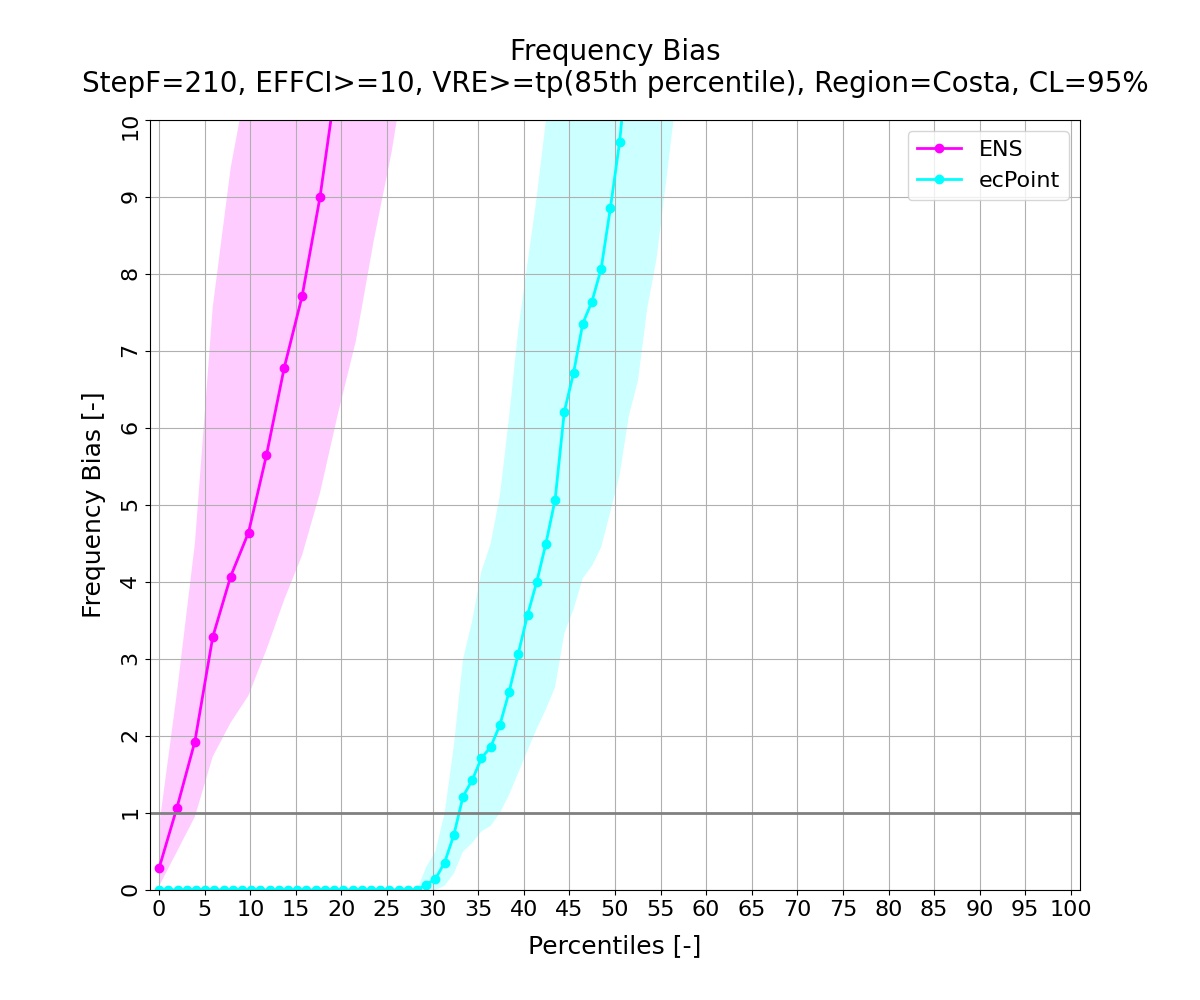 Frequency Bias
StepF=210, EFFCI>=10, VRE>=tp(85th percentile), Region=Costa, CL=95%
ENS
ecPoint
Frequency Bias [-]
10
9
8
7
6
5
4
3
2
1
0
0 5 10 15 20 25 30 35 40 45 50 55 60 65 70 75 80 85 90 95 100
Percentiles [-]